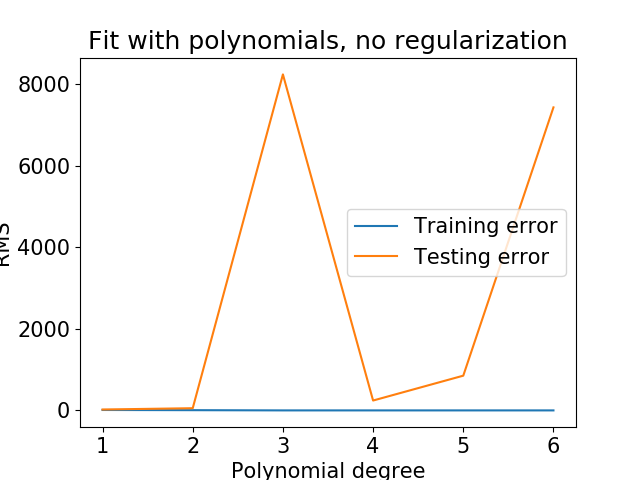 Fit with polynomials, no regularization
8000
6000
4000
2000
0
RMS
Training error
Testing error
1 2 3 4 5 6
Polynomial degree